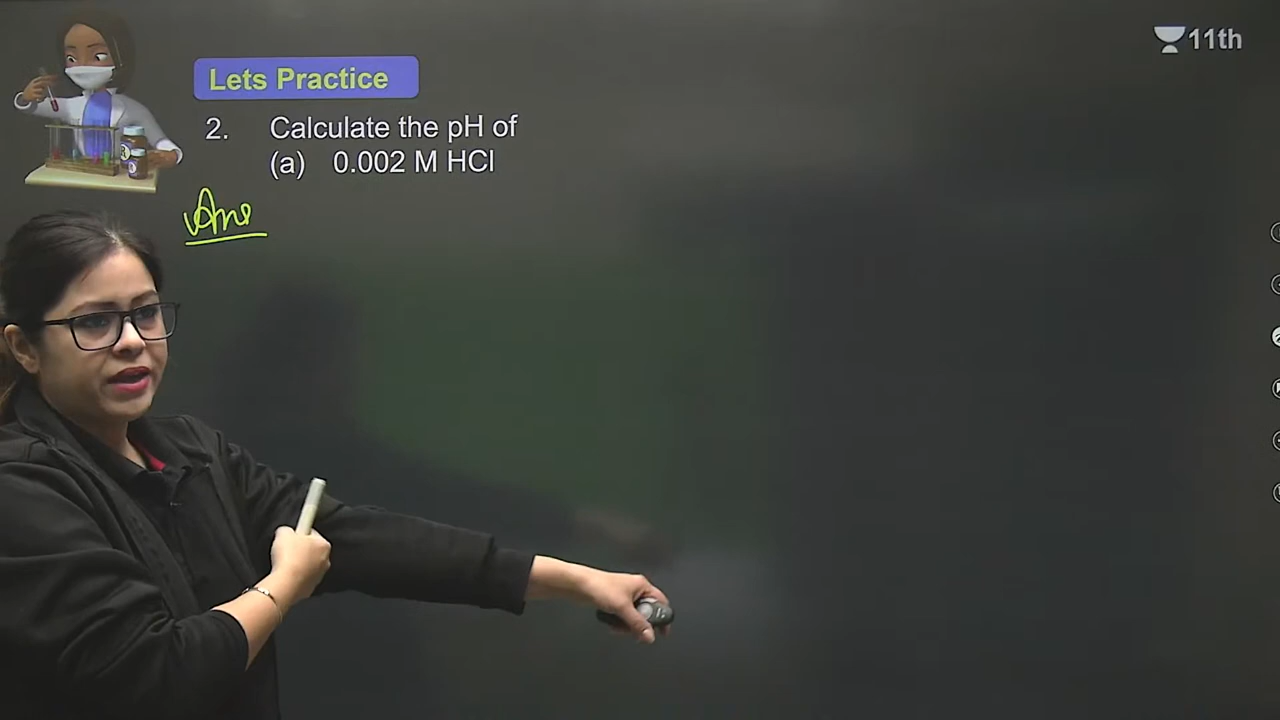 11th
Lets Practice
2. Calculate the pH of
(a) 0.002 M HCl
Ans